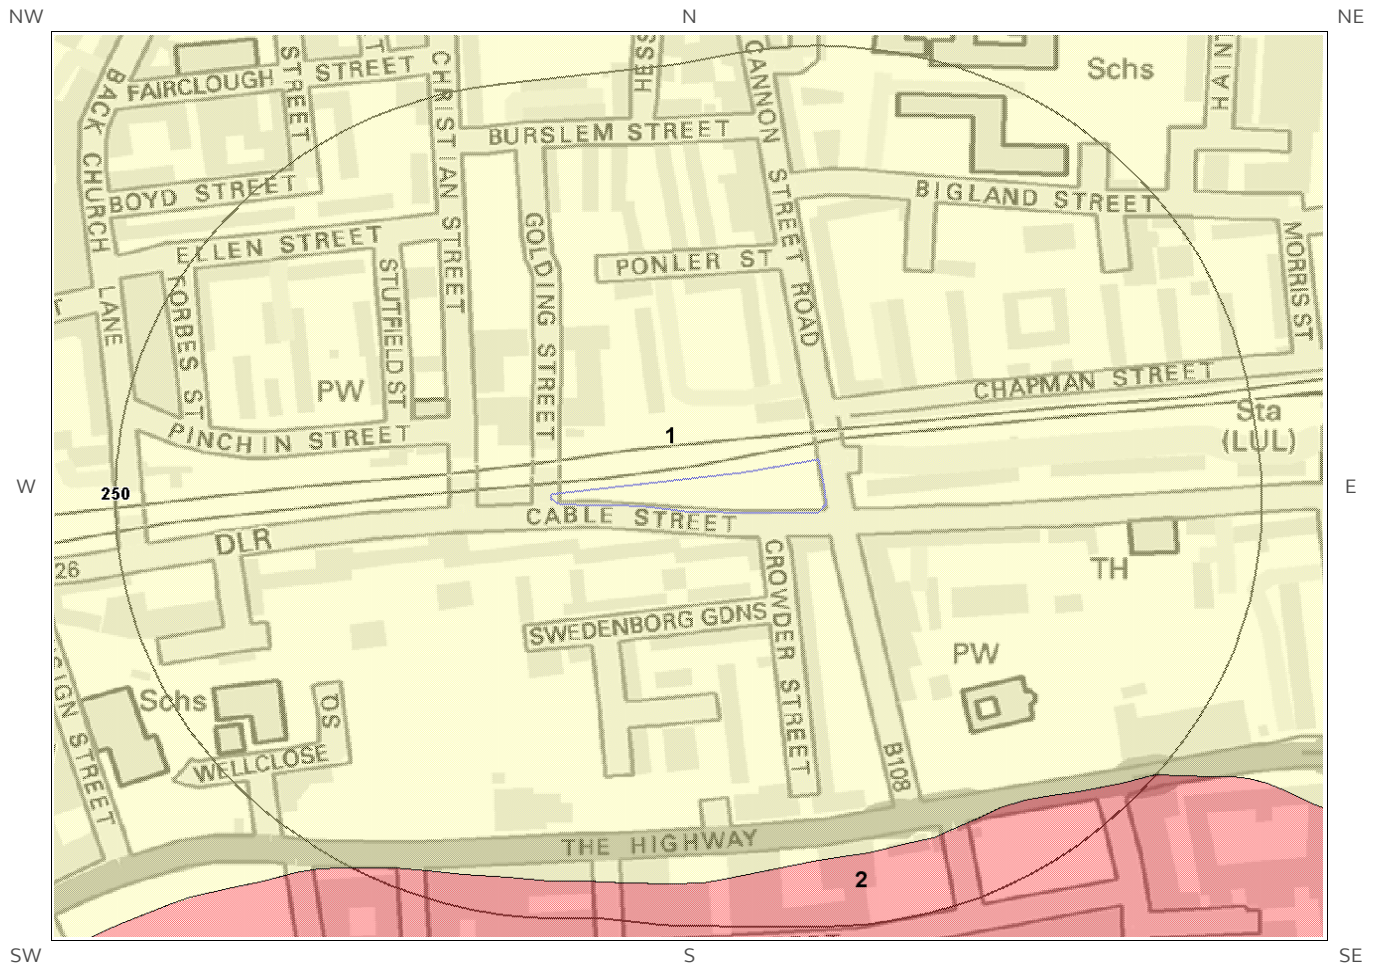 NW
N
NE
BACK CHURCH LANE
FAIRCLOUGH STREET
STREET
T
CHRISTIAN STREET
HESS
CANNON STREET ROAD
Schs
HAIN
BURSLEM STREET
BOYD STREET
BIGLAND STREET
ELLEN STREET
GOLDING STREET
PONLER ST
MORRIS ST
FORBES ST
STUTFIELD ST
PW
CHAPMAN STREET
Sta
(LUL)
PINCHIN STREET
1
W
250
E
CABLE STREET
DLR
26
CROWDER STREET
TH
SWEDENBORG GDNS
PW
IGN STREET
Schs
SQ
WELLCLOSE
B108
THE HIGHWAY
2
SW
S
SE